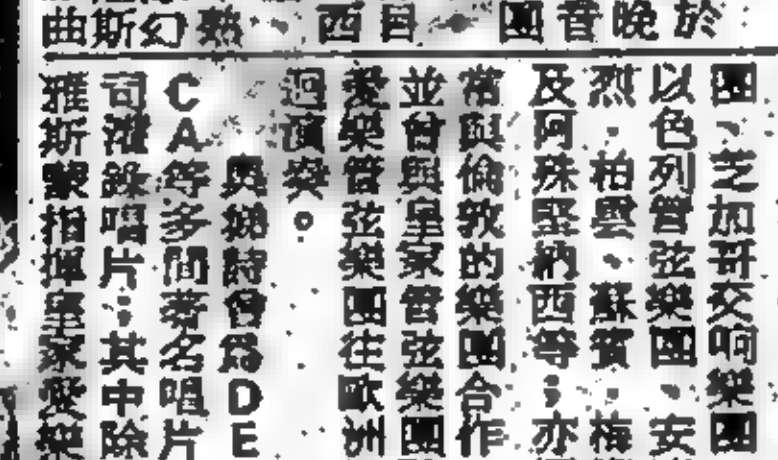 於
晚
音
團
目
西
、
熱
幻
斯
曲
團、芝加哥交响樂團
以色列管弦樂團、安
烈．柏雲、蘇賓．梅
及阿殊堅納西等；亦
常與倫敦的樂團合作
並曾與皇家管弦樂團
愛樂管弦樂團往歐洲
迴演奏。
詩曾爲DE
CA等多間著名唱片
司灌錄唱片；其中除
雅斯蒙指揮皇家愛樂